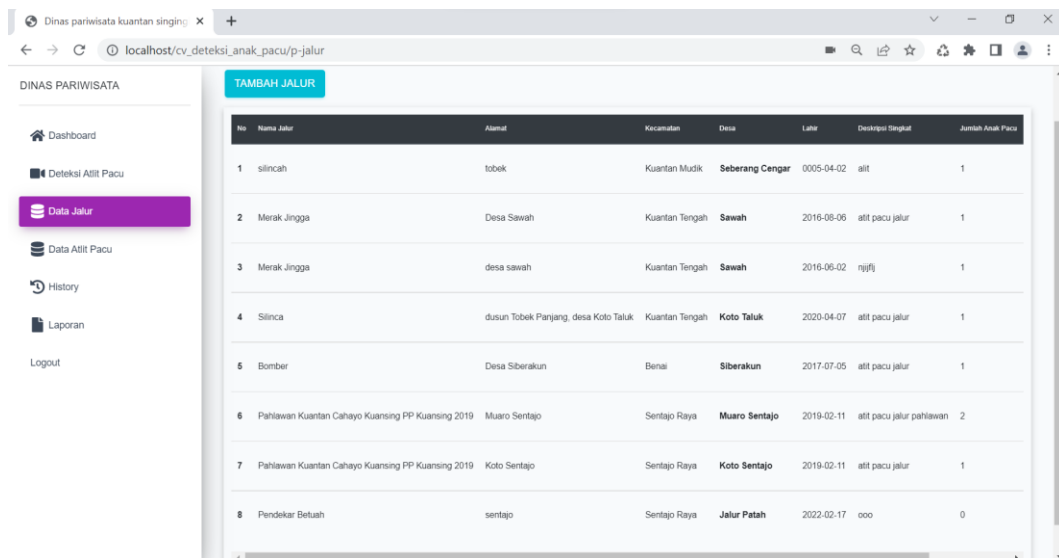 Dinas pariwisata kuantan singing
localhost/cv_deteksi_anak_pacu/p-jalur
DINAS PARIWISATA
Dashboard
Deteksi Atlit Pacu
Data Jalur
Data Atlit Pacu
History
Laporan
Logout
TAMBAH JALUR
No Nama Jalur Alamat Kecamatan Desa Lahir Deskripsi Singkat Jumlah Anak Pacu
1 silincah tobek Kuantan Mudik Seberang Cengar 0005-04-02 alit 1
2 Merak Jingga Desa Sawah Kuantan Tengah Sawah 2016-08-06 atit pacu jalur 1
3 Merak Jingga desa sawah Kuantan Tengah Sawah 2016-06-02 1
4 Silinca dusun Tobek Panjang, desa Koto Taluk Kuantan Tengah Koto Taluk 2020-04-07 atit pacu jalur 1
5 Bomber Desa Siberakun Benai Siberakun 2017-07-05 atit pacu jalur 1
6 Pahlawan Kuantan Cahayo Kuansing PP Kuansing 2019 Muaro Sentajo Sentajo Raya Muaro Sentajo 2019-02-11 atit pacu jalur pahlawan 2
7 Pahlawan Kuantan Cahayo Kuansing PP Kuansing 2019 Koto Sentajo Sentajo Raya Koto Sentajo 2019-02-11 atit pacu jalur 1
8 Pendekar Betuah sentajo Sentajo Raya Jalur Patah 2022-02-17 ooo 0